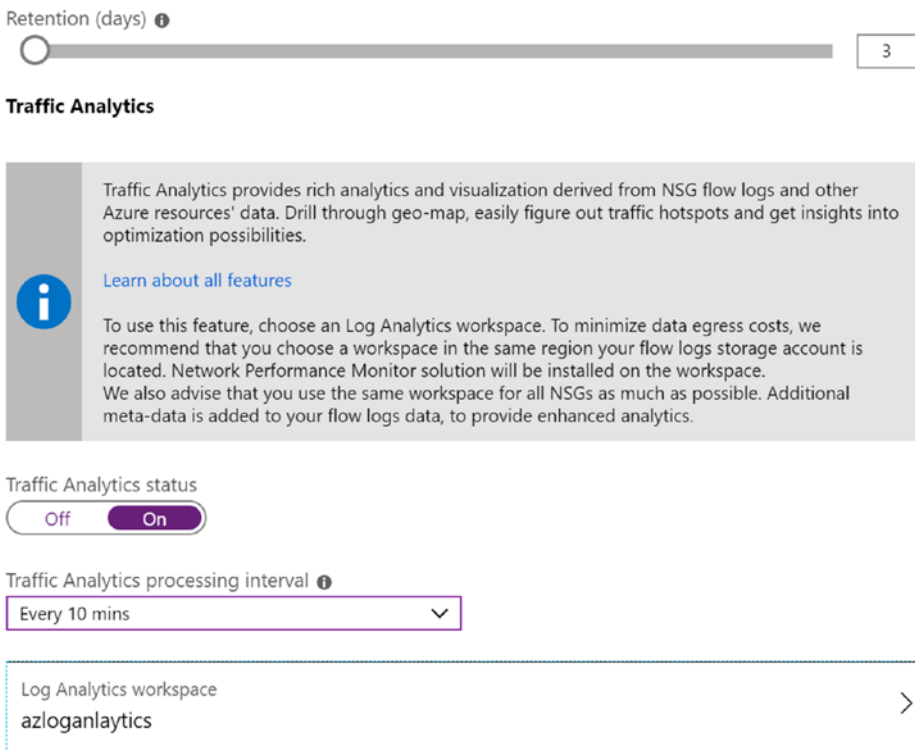 Retention (days)
3
Traffic Analytics
Traffic Analytics provides rich analytics and visualization derived from NSG flow logs and other
Azure resources' data. Drill through geo-map, easily figure out traffic hotspots and get insights into
optimization possibilities.
Learn about all features
To use this feature, choose an Log Analytics workspace. To minimize data egress costs, we
recommend that you choose a workspace in the same region your flow logs storage account is
located. Network Performance Monitor solution will be installed on the workspace.
We also advise that you use the same workspace for all NSGs as much as possible. Additional
meta-data is added to your flow logs data, to provide enhanced analytics.
Traffic Analytics status
Off On
Traffic Analytics processing interval
Every 10 mins
Log Analytics workspace
azloganlaytics